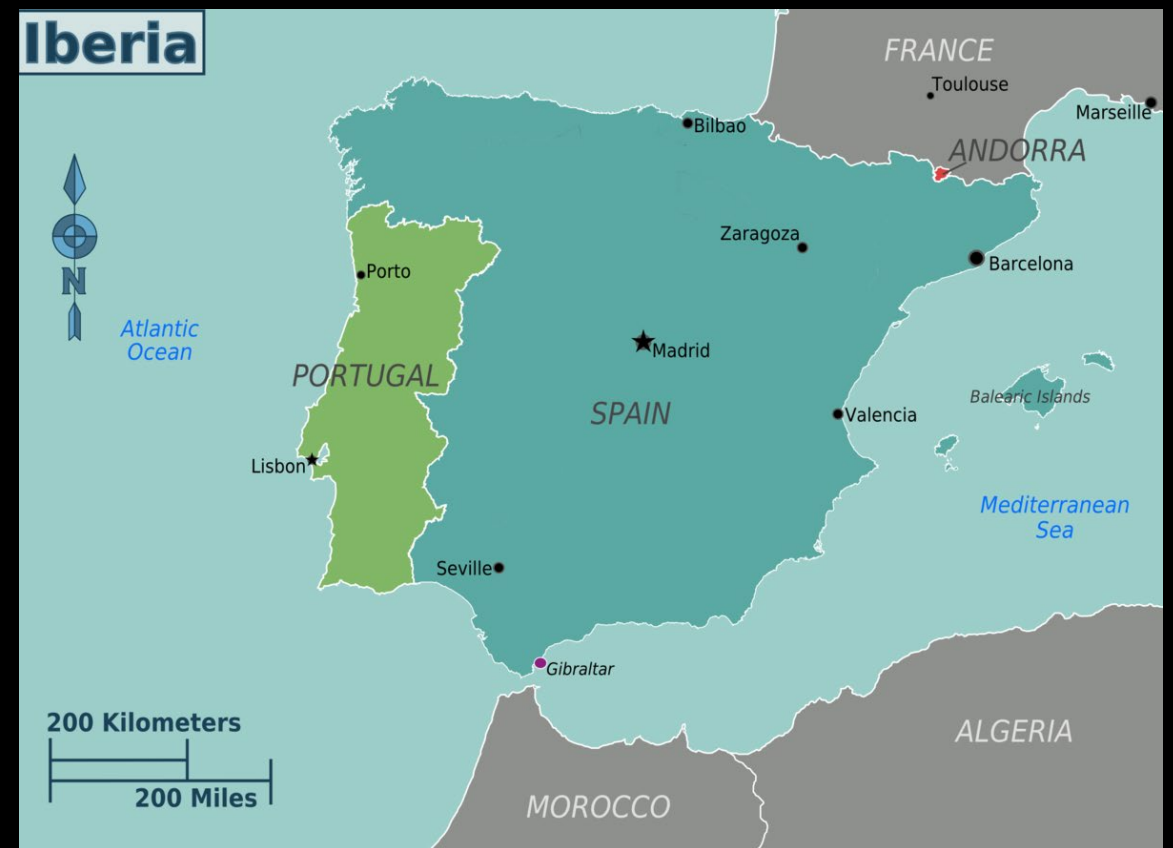 Iberia
FRANCE
Toulouse
Marseille
Bilbao
ANDORRA
Zaragoza
Barcelona
Porto
N
Atlantic
Ocean
Madrid
PORTUGAL
SPAIN
Balearic Islands
Valencia
Lisbon
Mediterranean
Sea
Seville
Gibraltar
200 Kilometers
ALGERIA
200 Miles
MOROCCO